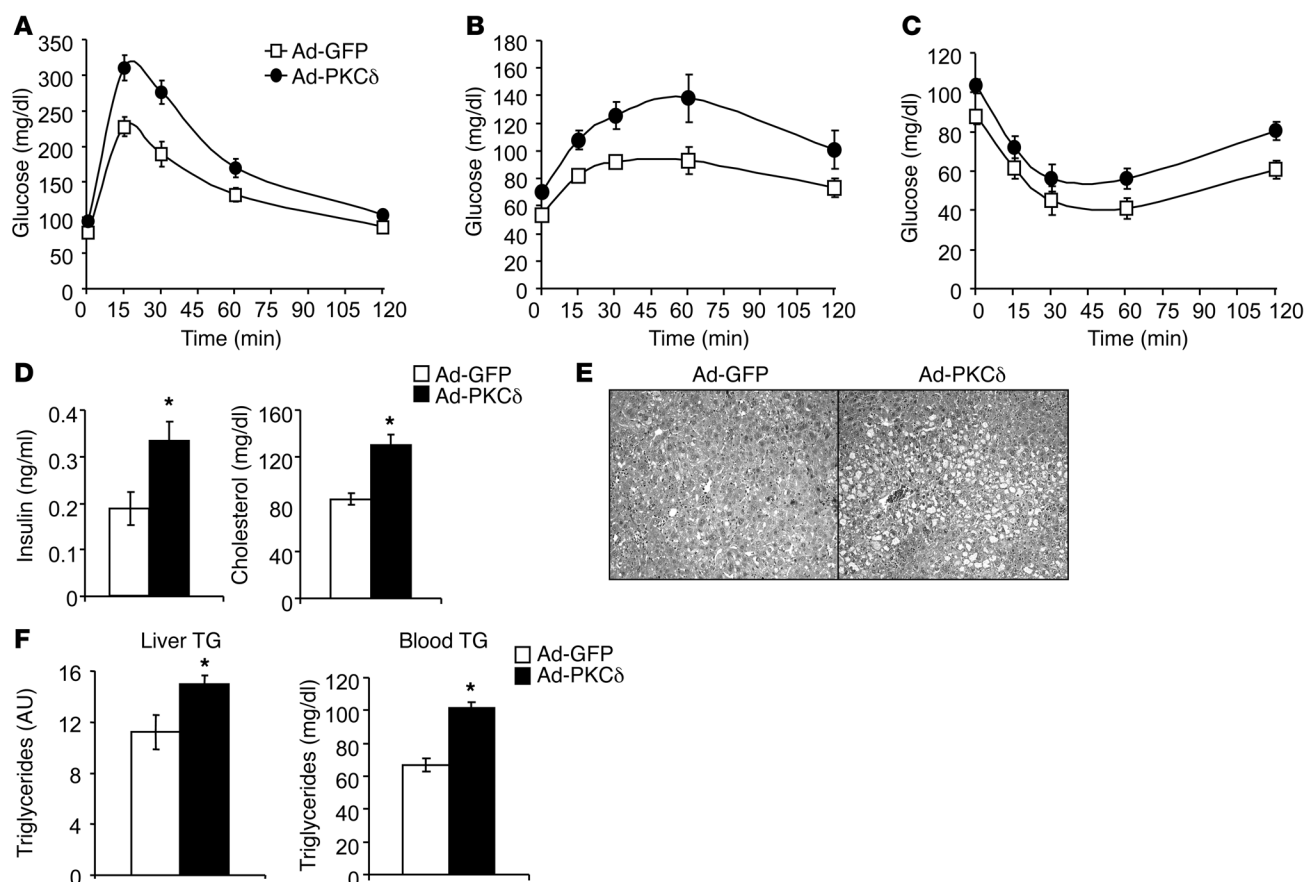 A
Glucose (mg/dl)
350
300
250
200
150
100
50
0
0 15 30 45 60 75 90 105 120
Time (min)
Ad-GFP
Ad-PKCδ
B
Glucose (mg/dl)
180
160
140
120
100
80
60
40
20
0
0 15 30 45 60 75 90 105 120
Time (min)
C
Glucose (mg/dl)
120
100
80
60
40
20
0
0 15 30 45 60 75 90 105 120
Time (min)
D
Ad-GFP
Ad-PKCδ
Insulin (ng/ml)
0.4
0.3
0.2
0.1
0
*
Cholesterol (mg/dl)
160
120
80
40
0
*
E
Ad-GFP
Ad-PKCδ
F
Liver TG
Triglycerides (AU)
16
12
8
4
0
*
Blood TG
Triglycerides (mg/dl)
120
100
80
60
40
20
0
*
Ad-GFP
Ad-PKCδ